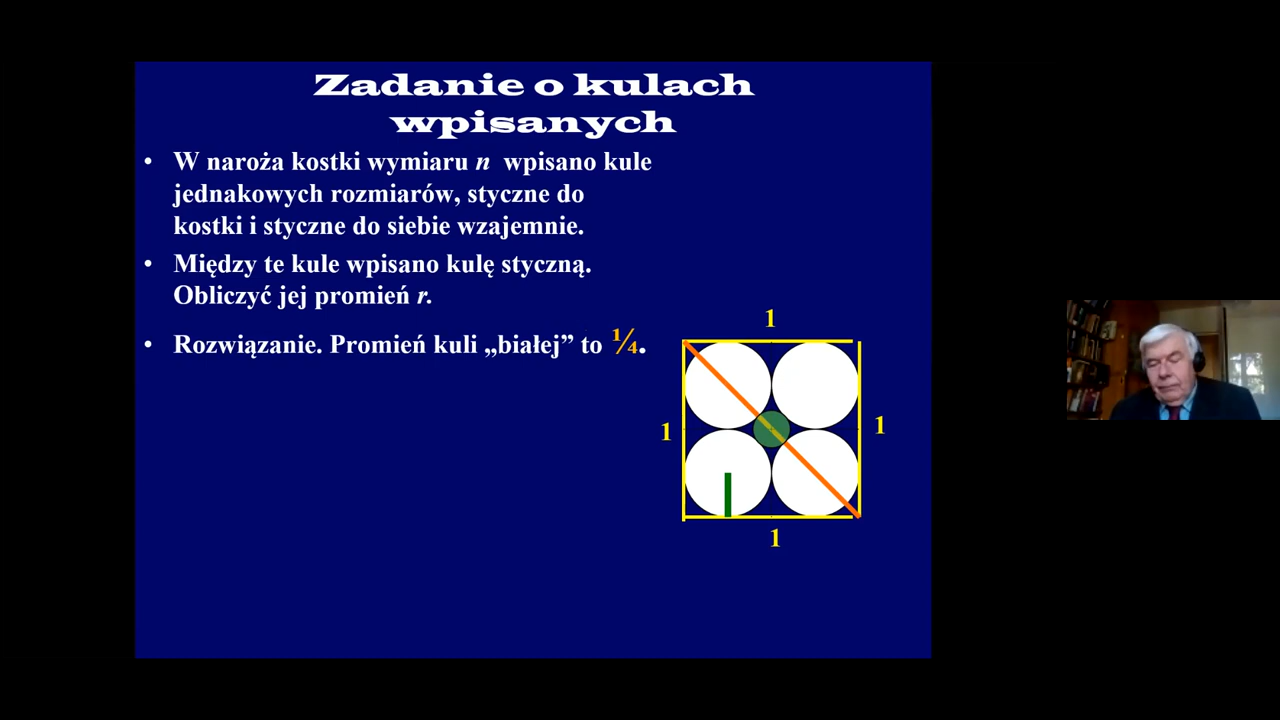 Zadanie o kulach
wpisanych
• W naroża kostki wymiaru n wpisano kule
jednakowych rozmiarów, styczne do
kostki i styczne do siebie wzajemnie.
• Między te kule wpisano kulę styczną.
Obliczyć jej promień r.
• Rozwiązanie. Promień kuli „białej” to ¼.
1
1
1
1